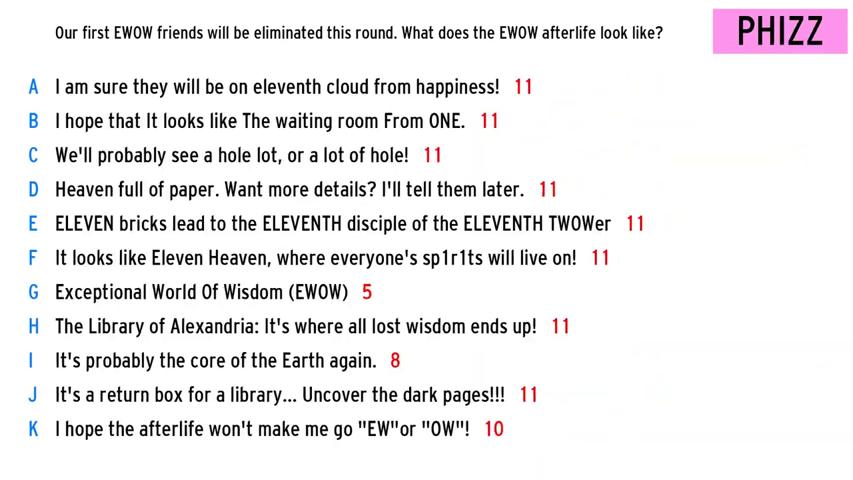 Our first EWOW friends will be eliminated this round. What does the EWOW afterlife look like?
PHIZZ
A I am sure they will be on eleventh cloud from happiness! 11
B I hope that It looks like The waiting room From ONE. 11
C We'll probably see a hole lot, or a lot of hole! 11
D Heaven full of paper. Want more details? I'll tell them later. 11
E ELEVEN bricks lead to the ELEVENTH disciple of the ELEVENTH TWOWer 11
F It looks like Eleven Heaven, where everyone's sp1r1ts will live on! 11
G Exceptional World Of Wisdom (EWOW) 5
H The Library of Alexandria: It's where all lost wisdom ends up! 11
I It's probably the core of the Earth again. 8
J It's a return box for a library... Uncover the dark pages!!! 11
K I hope the afterlife won't make me go "EW"or "OW"! 10